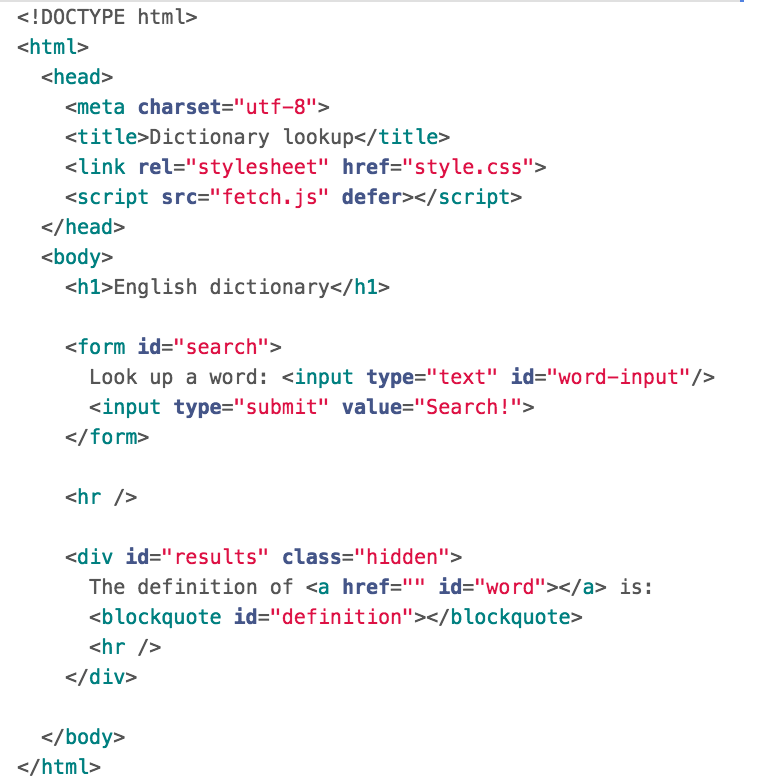 <!DOCTYPE html>
<html>
  <head>
    <meta charset="utf-8">
    <title>Dictionary lookup</title>
    <link rel="stylesheet" href="style.css">
    <script src="fetch.js" defer></script>
  </head>
  <body>
    <h1>English dictionary</h1>

    <form id="search">
      Look up a word: <input type="text" id="word-input"/>
      <input type="submit" value="Search!">
    </form>

    <hr />

    <div id="results" class="hidden">
      The definition of <a href="" id="word"></a> is:
      <blockquote id="definition"></blockquote>
      <hr />
    </div>

  </body>
</html>